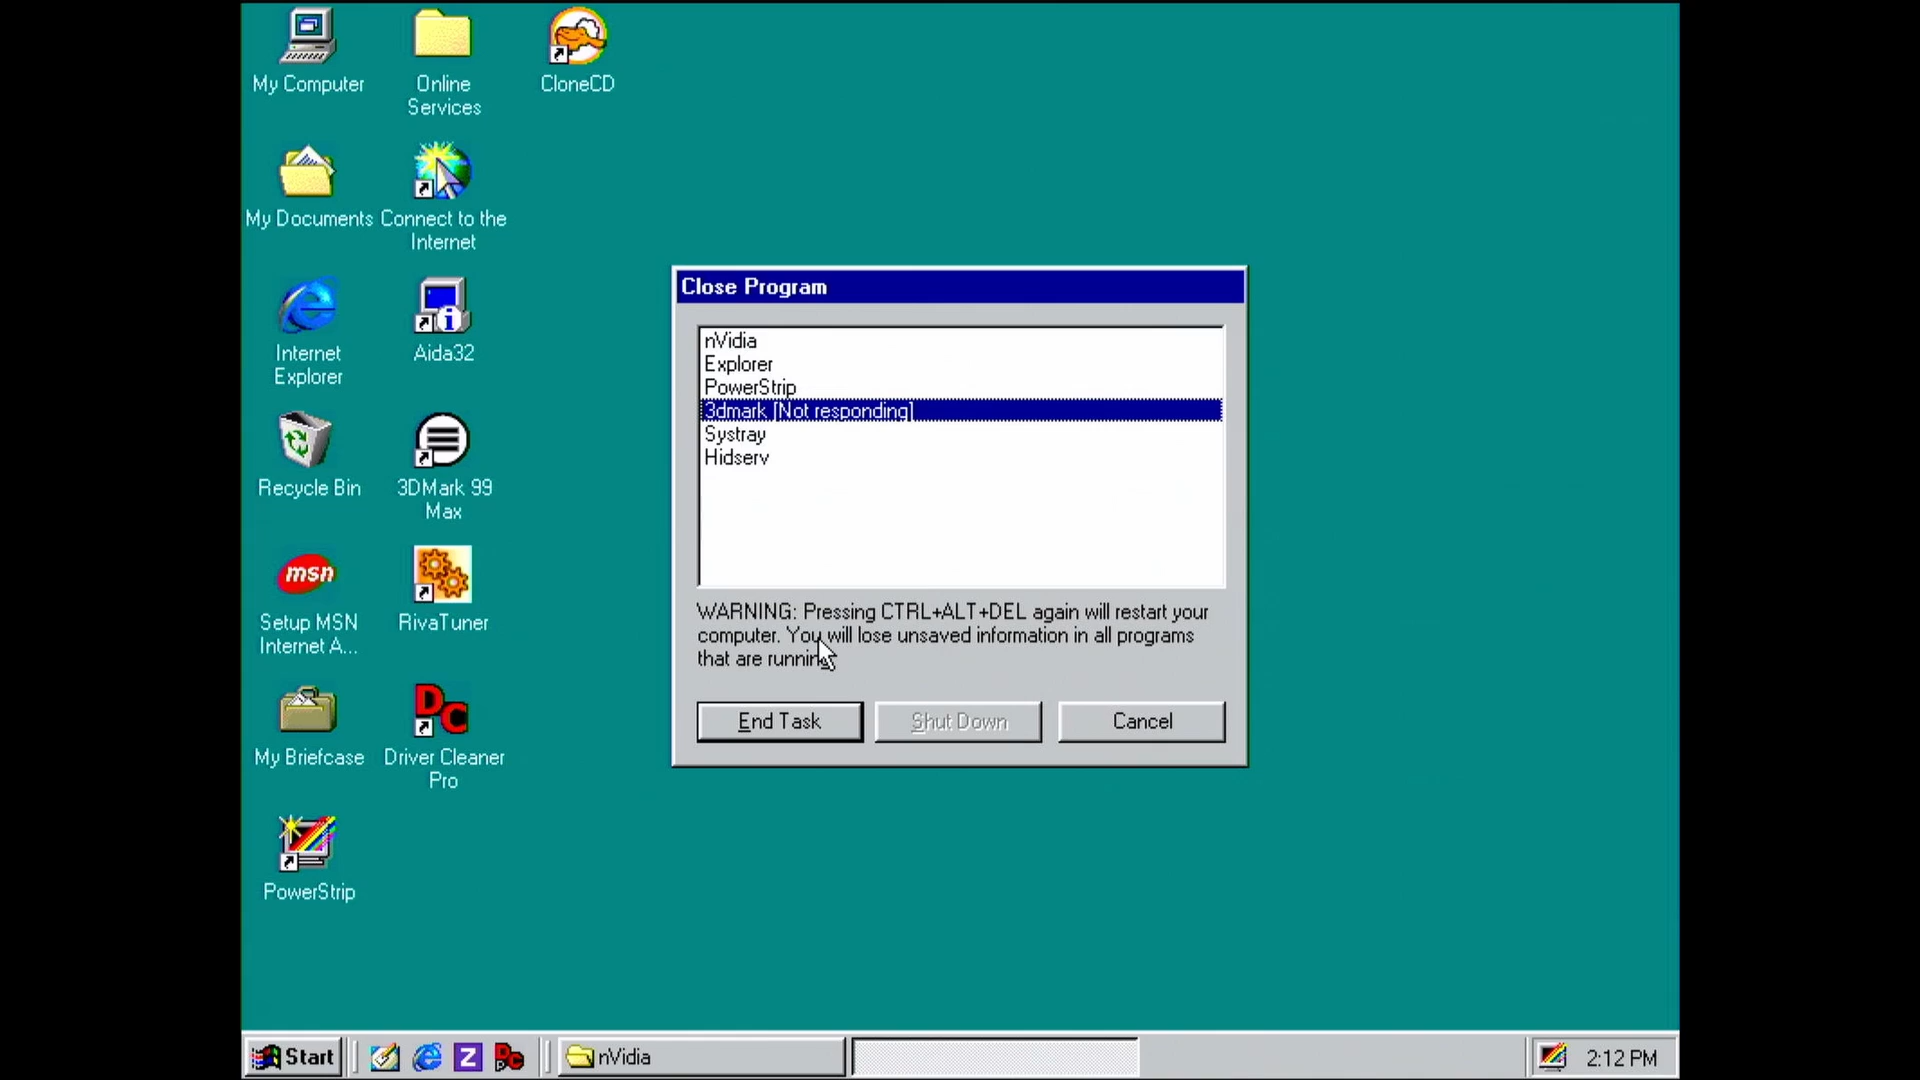 My Computer
Online
Services
CloneCD
My Documents
Connect to the
Internet
Internet
Explorer
Aida32
Recycle Bin
3DMark 99
Max
msn
Setup MSN
Internet A...
RivaTuner
My Briefcase
DC
Driver Cleaner
Pro
PowerStrip
Close Program
nVidia
Explorer
PowerStrip
3dmark [Not responding]
Systray
Hidserv
WARNING: Pressing CTRL+ALT+DEL again will restart your
computer. You will lose unsaved information in all programs
that are running.
End Task
Shut Down
Cancel
Start
Z
DC
nVidia
2:12 PM